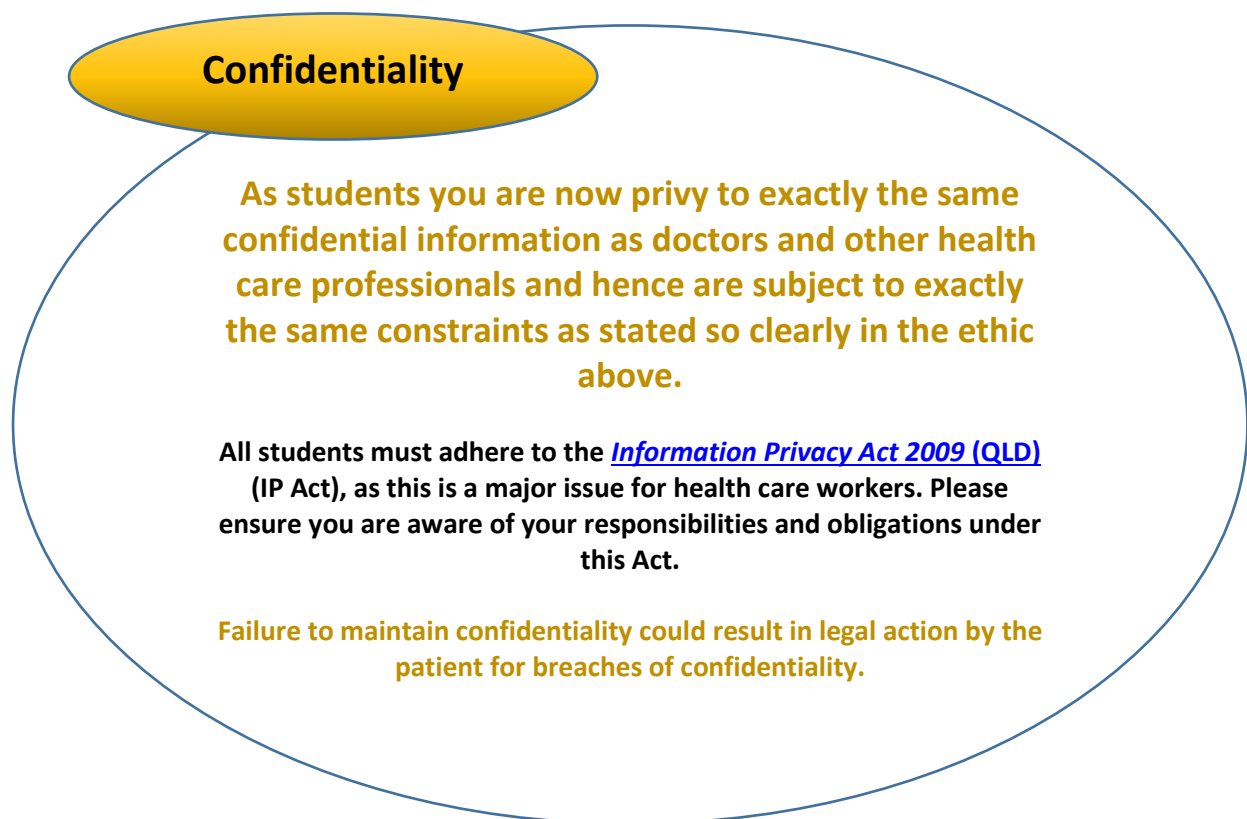 Confidentiality
As students you are now privy to exactly the same
confidential information as doctors and other health
care professionals and hence are subject to exactly
the same constraints as stated so clearly in the ethic
above.
All students must adhere to the Information Privacy Act 2009 (QLD)
(IP Act), as this is a major issue for health care workers. Please
ensure you are aware of your responsibilities and obligations under
this Act.
Failure to maintain confidentiality could result in legal action by the
patient for breaches of confidentiality.